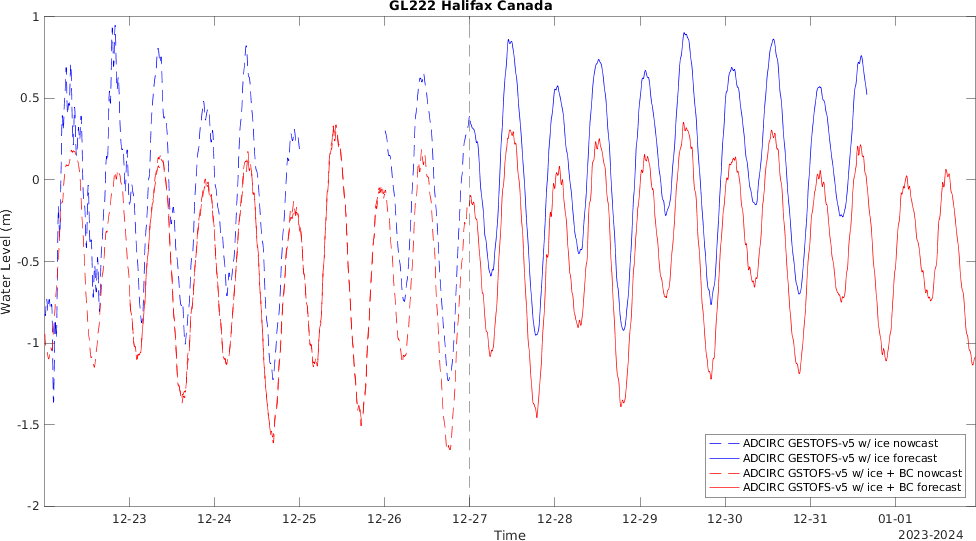 GL222 Halifax Canada
Water Level (m)
1
0.5
0
-0.5
-1
-1.5
-2
ADCIRC GESTOFS-v5 w/ ice nowcast
ADCIRC GESTOFS-v5 w/ ice forecast
ADCIRC GSTOFS-v5 w/ ice + BC nowcast
ADCIRC GSTOFS-v5 w/ ice + BC forecast
12-23 12-24 12-25 12-26 12-27 12-28 12-29 12-30 12-31 01-01
Time
2023-2024